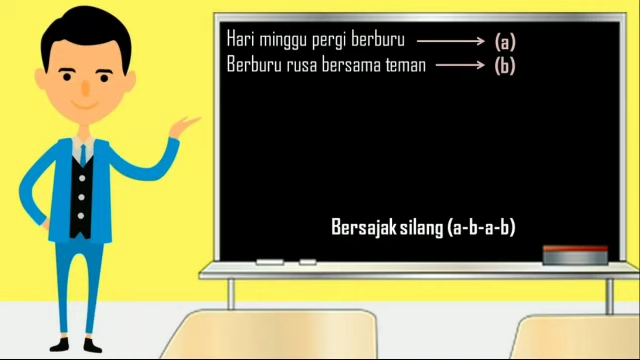 Hari minggu pergi berburu (a)
Berburu rusa bersama teman (b)
Bersajak silang (a-b-a-b)